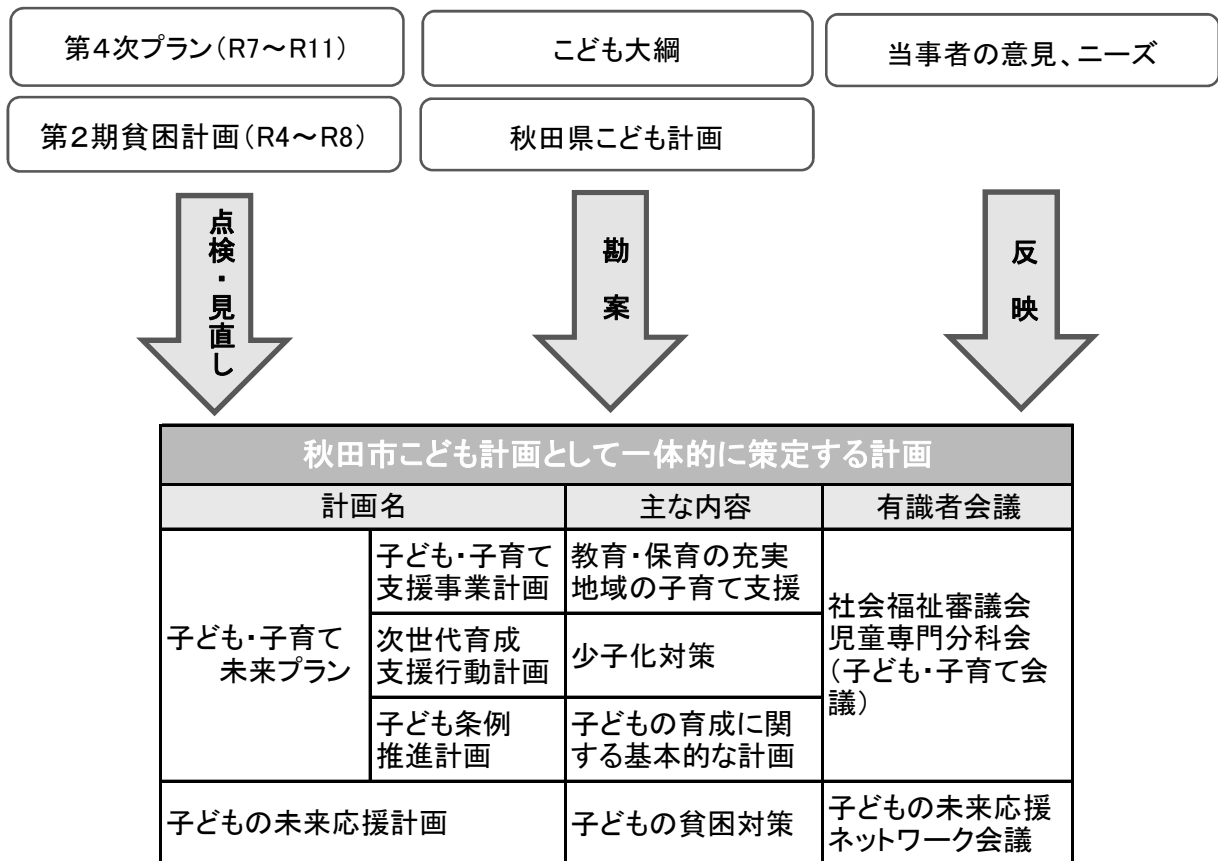 第4次プラン(R7～R11)
こども大綱
当事者の意見、ニーズ
第2期貧困計画(R4～R8)
秋田県こども計画
点検・見直し
勘案
反映
秋田市こども計画として一体的に策定する計画
計画名
主な内容
有識者会議
子ども・子育て
未来プラン
子ども・子育て
支援事業計画
教育・保育の充実
地域の子育て支援
次世代育成
支援行動計画
少子化対策
子ども条例
推進計画
子どもの育成に関
する基本的な計画
社会福祉審議会
児童専門分科会
(子ども・子育て会
議)
子どもの未来応援計画
子どもの貧困対策
子どもの未来応援
ネットワーク会議